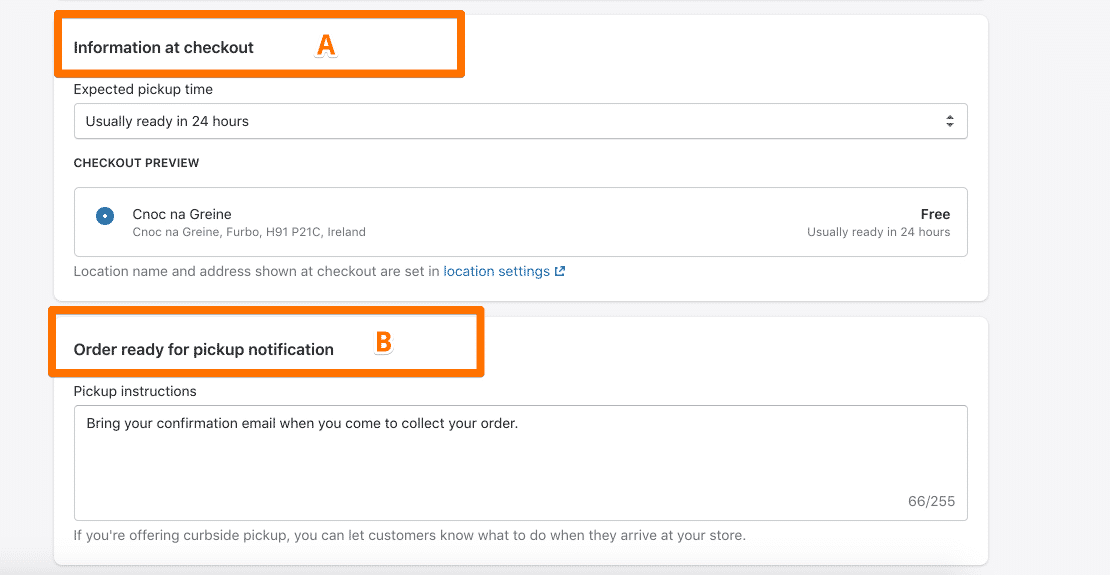 Information at checkout A
Expected pickup time
Usually ready in 24 hours
CHECKOUT PREVIEW
Cnoc na Greine Free
Cnoc na Greine, Furbo, H91 P21C, Ireland Usually ready in 24 hours
Location name and address shown at checkout are set in location settings
Order ready for pickup notification B
Pickup instructions
Bring your confirmation email when you come to collect your order.
66/255
If you're offering curbside pickup, you can let customers know what to do when they arrive at your store.